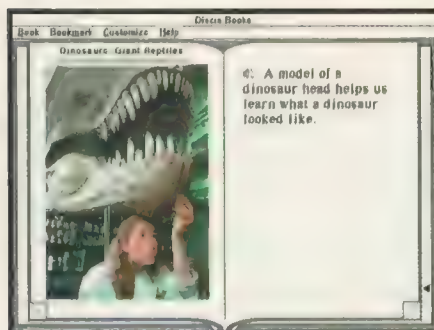 Discis Books
Book Bookmark Customize Help
Dinosaurs: Giant Reptiles
A model of a
dinosaur head helps us
learn what a dinosaur
looked like.